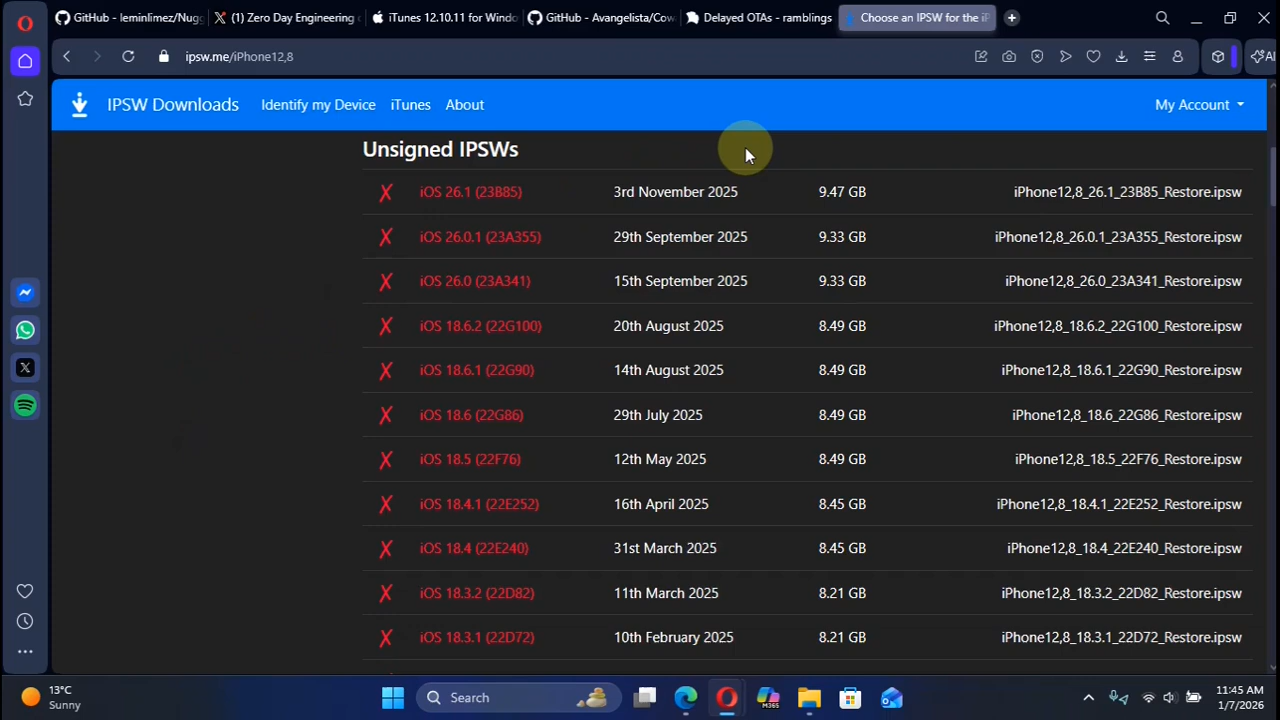 GitHub - leminlimez/Nugg
(1) Zero Day Engineering
iTunes 12.10.11 for Windo
GitHub - Avangelista/Cow
Delayed OTAs - ramblings
Choose an IPSW for the iP
ipsw.me/iPhone12,8
AI
IPSW Downloads Identify my Device iTunes About My Account
Unsigned IPSWs
✗ iOS 26.1 (23B85) 3rd November 2025 9.47 GB iPhone12,8_26.1_23B85_Restore.ipsw
✗ iOS 26.0.1 (23A355) 29th September 2025 9.33 GB iPhone12,8_26.0.1_23A355_Restore.ipsw
✗ iOS 26.0 (23A341) 15th September 2025 9.33 GB iPhone12,8_26.0_23A341_Restore.ipsw
✗ iOS 18.6.2 (22G100) 20th August 2025 8.49 GB iPhone12,8_18.6.2_22G100_Restore.ipsw
✗ iOS 18.6.1 (22G90) 14th August 2025 8.49 GB iPhone12,8_18.6.1_22G90_Restore.ipsw
✗ iOS 18.6 (22G86) 29th July 2025 8.49 GB iPhone12,8_18.6_22G86_Restore.ipsw
✗ iOS 18.5 (22F76) 12th May 2025 8.49 GB iPhone12,8_18.5_22F76_Restore.ipsw
✗ iOS 18.4.1 (22E252) 16th April 2025 8.45 GB iPhone12,8_18.4.1_22E252_Restore.ipsw
✗ iOS 18.4 (22E240) 31st March 2025 8.45 GB iPhone12,8_18.4_22E240_Restore.ipsw
✗ iOS 18.3.2 (22D82) 11th March 2025 8.21 GB iPhone12,8_18.3.2_22D82_Restore.ipsw
✗ iOS 18.3.1 (22D72) 10th February 2025 8.21 GB iPhone12,8_18.3.1_22D72_Restore.ipsw
13°C
Sunny
Search
M365
11:45 AM
1/7/2026